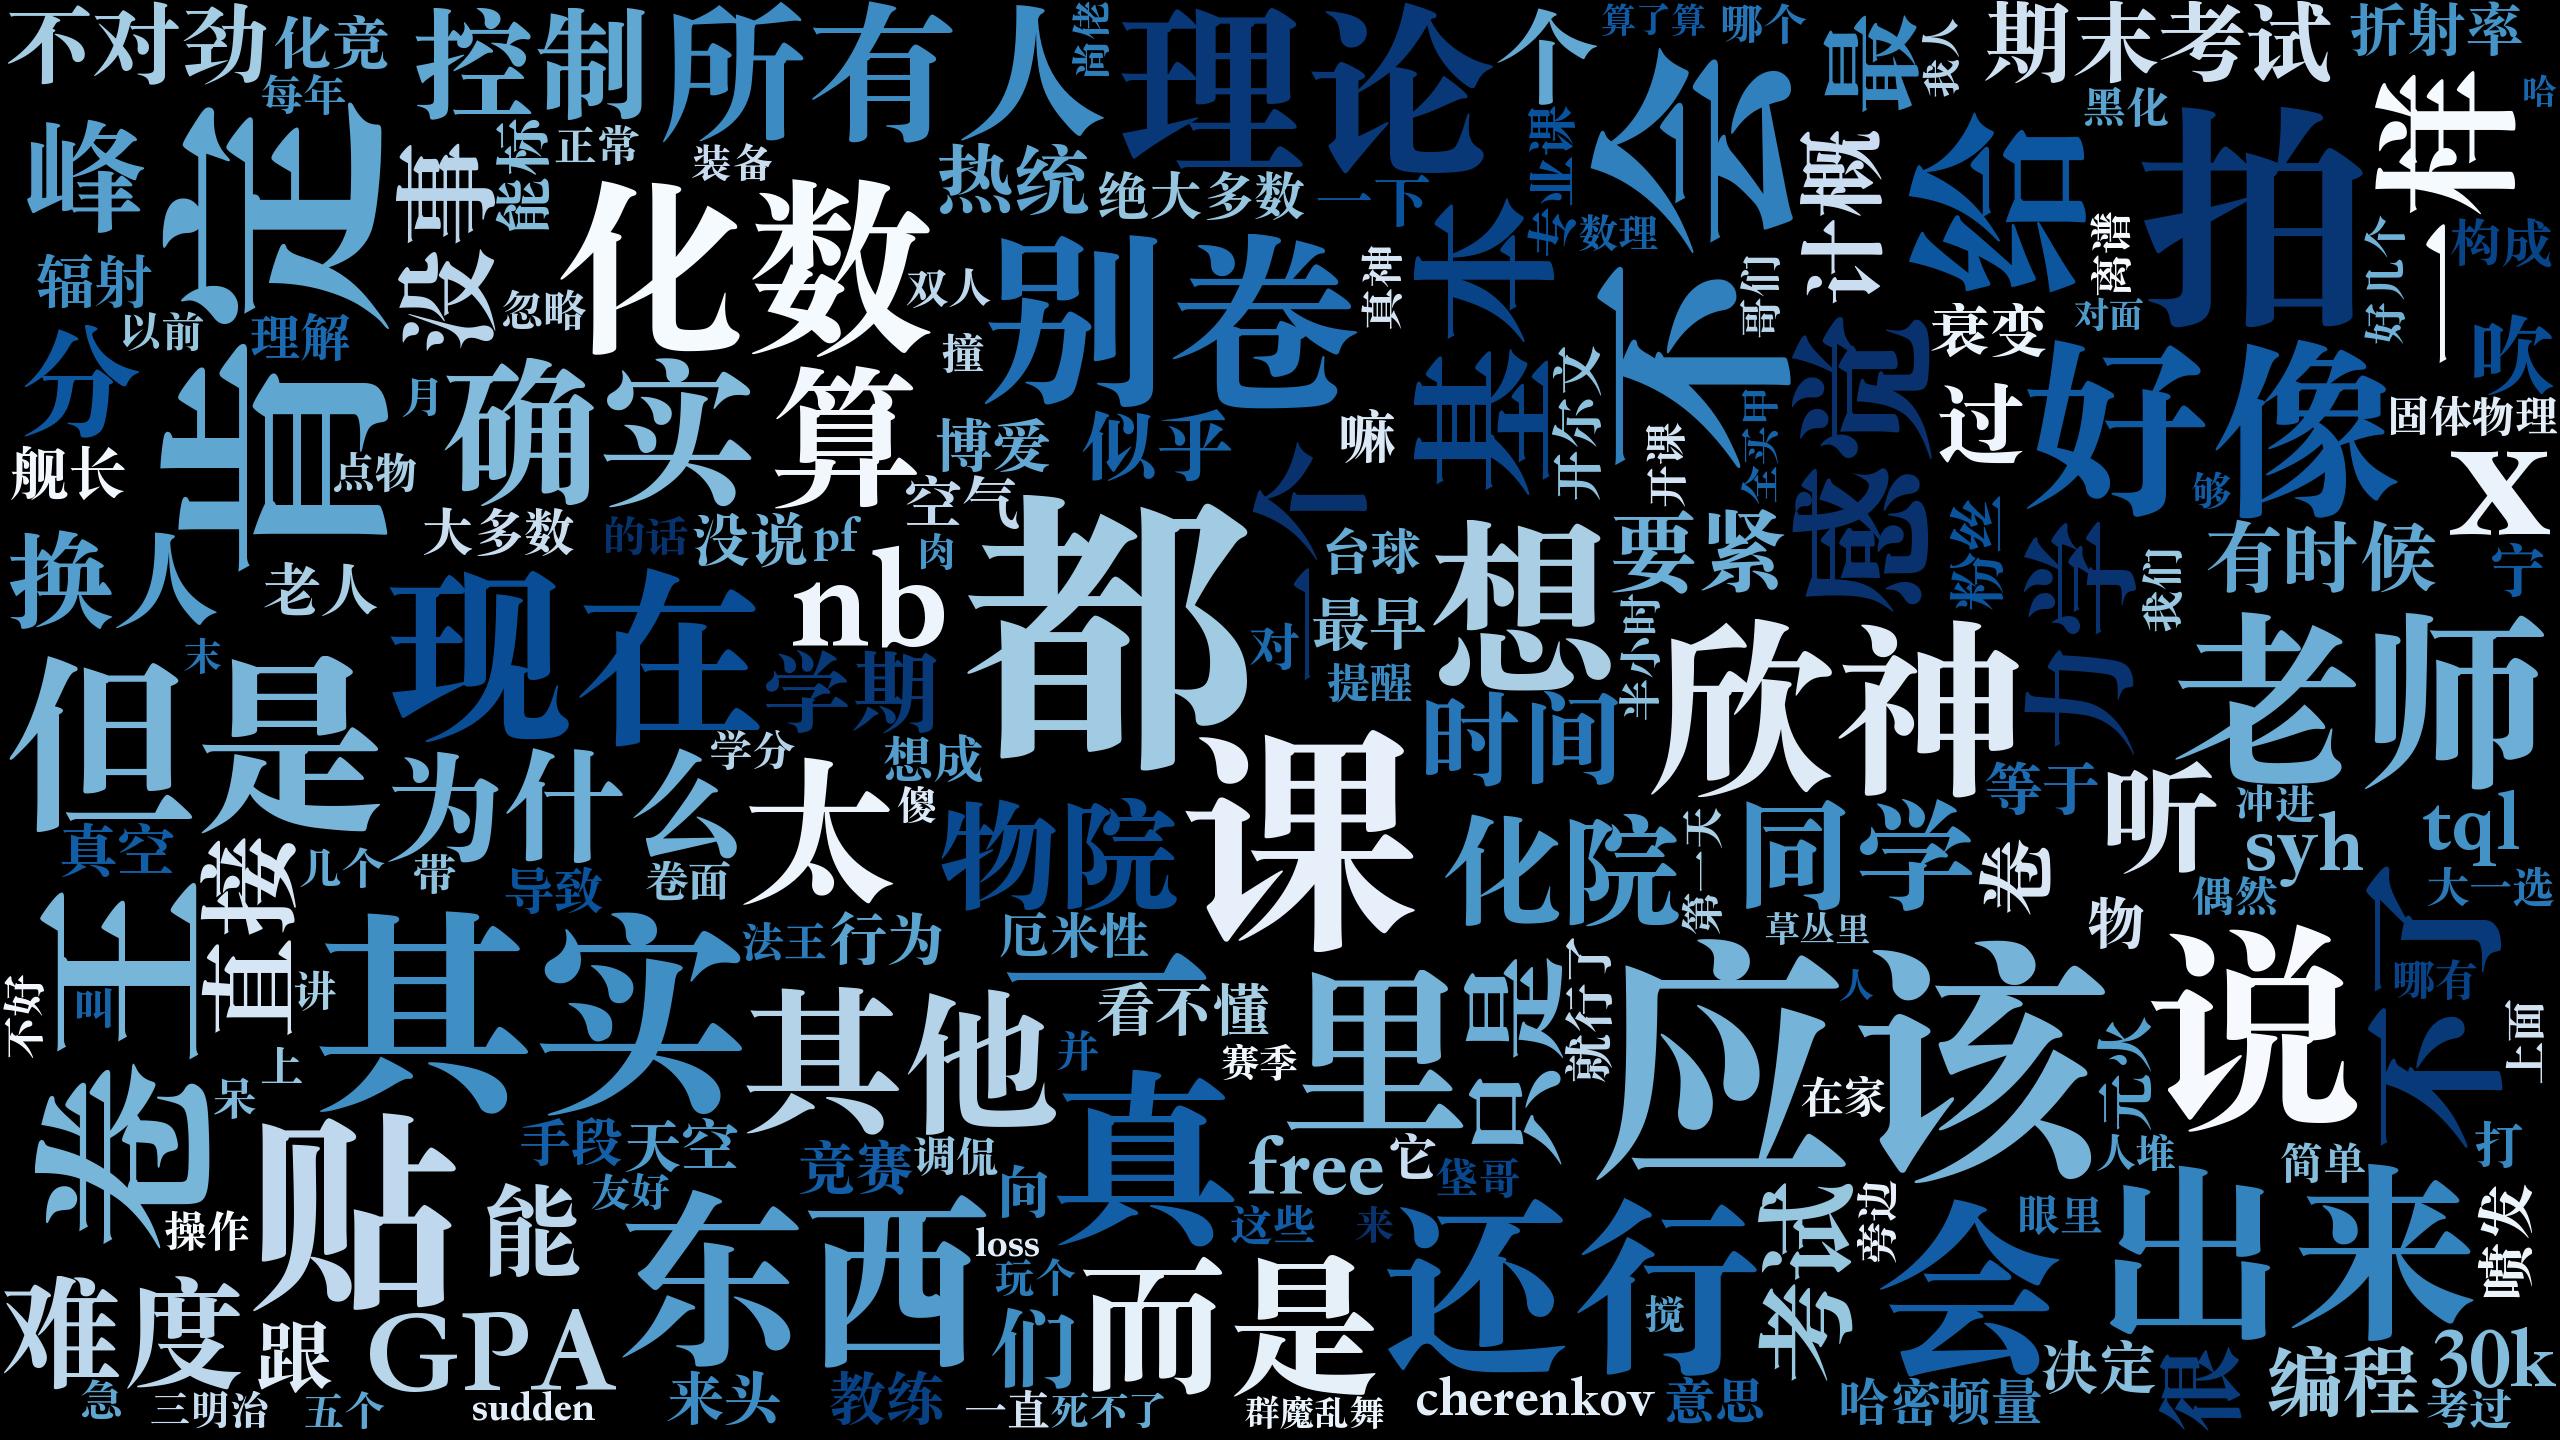 不对劲
化竞
控制
所有人
理论
个
算了算
哪个
最
我人
期末考试
折射率
每年
尚佬
黑化
一样
哈
峰
肯定
没事
能标
正常
装备
热统
绝大多数
一下
专业课
数理
不会
计概
给
离谱
拍
好几个
构成
辐射
以前
理解
忽略
化数
双人
撞
别卷
真神
基本
哥们
感觉
衰变
对面
吹
分
月
确实
算
博爱
似乎
嘛
开尔文
开课
全实甲
过
好像
固体物理
舰长
点物
大多数
的话
没说
pf
空气
肉
都
一个
台球
想
要紧
粉丝
力学
我们
够
有时候
x
宁
换人
老人
现在
nb
学期
对
最早
提醒
半小时
时间
欣神
老师
末
但是
为什么
学分
太
想成
傻
课
等于
听
冲进
syh
tql
真空
直接
几个
带
导致
卷面
物院
化院
第一天
同学
卷
物
偶然
大一选
王
其实
法王
行为
厄米性
草丛里
不好
叫
讲
一
看不懂
里
只是
就行了
应该
人
说
不了
哪有
上面
卷
呆
上
其他
并
赛季
在家
元火
贴
手段
天空
友好
竞赛
调侃
向
真
free
它
垡哥
人堆
简单
打
操作
能
东西
loss
玩个
这些
来
还行
考试
旁边
会
眼里
出来
喷发
难度
跟
GPA
们
而是
搅
急
三明治
五个
sudden
来头
教练
一直
死不了
群魔乱舞
cherenkov
意思
哈密顿量
决定
很
编程
30k
考过